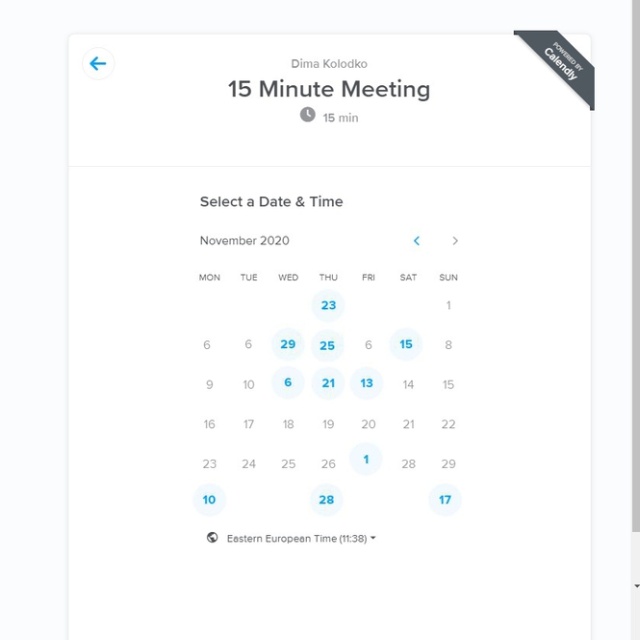 POWERED BY
Calendly
Dima Kolodko
15 Minute Meeting
15 min
Select a Date & Time
November 2020
MON TUE WED THU FRI SAT SUN
23 1
6 6 29 25 6 15 8
9 10 6 21 13 14 15
16 17 18 19 20 21 22
23 24 25 26 1 28 29
10 28 17
Eastern European Time (11:38)